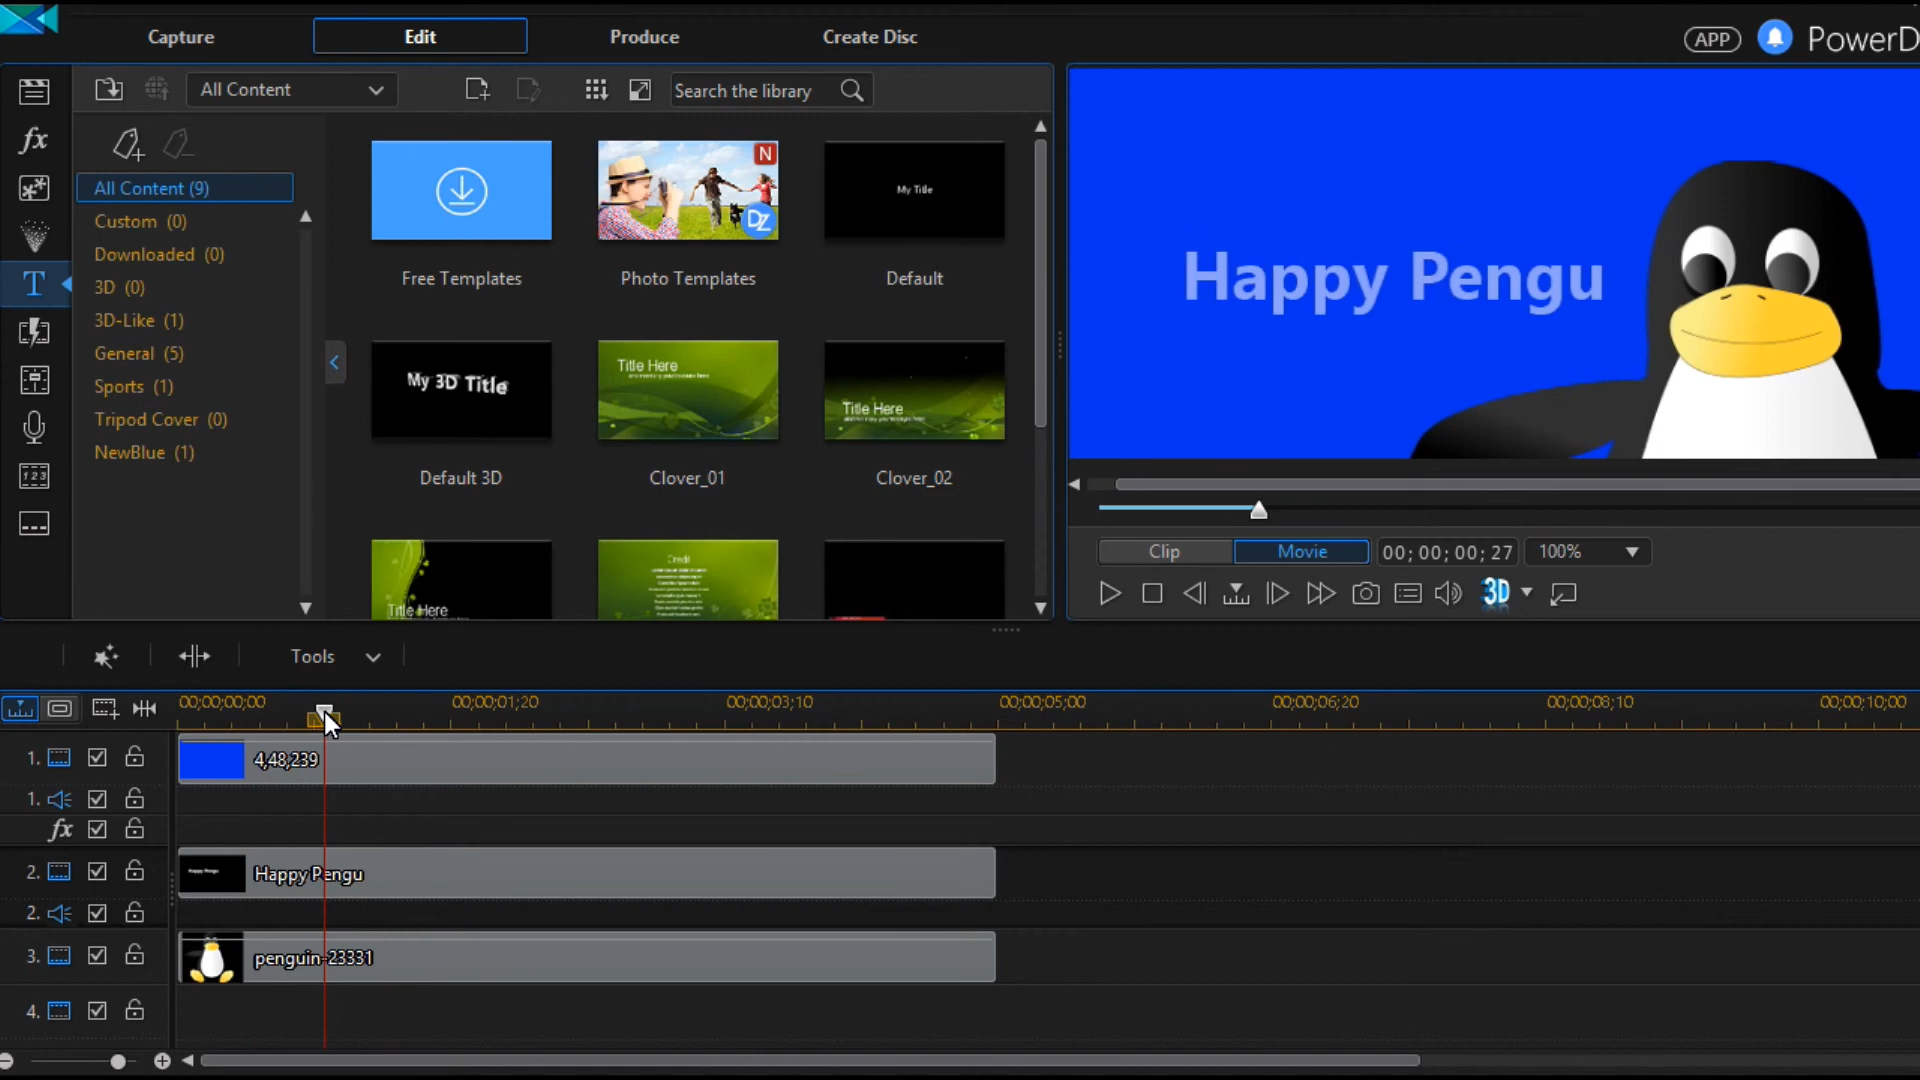 Capture
Edit
Produce
Create Disc
APP
PowerD
All Content
Search the library
All Content (9)
Custom (0)
Downloaded (0)
3D (0)
3D-Like (1)
General (5)
Sports (1)
Tripod Cover (0)
NewBlue (1)
N
DZ
My Title
Free Templates
Photo Templates
Default
My 3D Title
Title Here
Title Here
Default 3D
Clover_01
Clover_02
Title Here
Credit
Happy Pengu
Clip
Movie
00; 00; 00; 27
100%
3D
Tools
00;00;00;00
00;00;01;20
00;00;03;10
00;00;05;00
00;00;06;20
00;00;08;10
00;00;10;00
1.
4,48,239
1.
fx
2.
Happy Pengu
Happy Pengu
2.
3.
penguin-23331
4.
fx
T
123